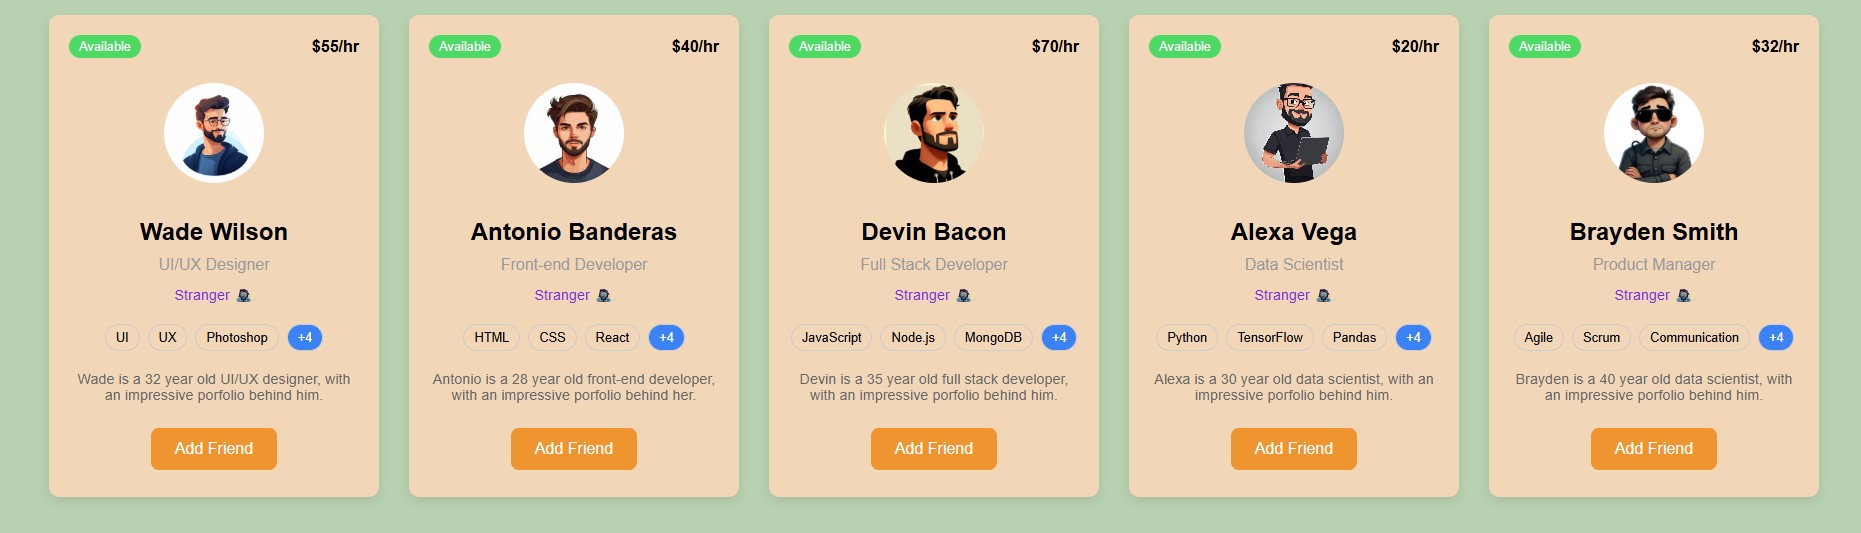 Available
$55/hr
Wade Wilson
UI/UX Designer
Stranger
UI
UX
Photoshop
+4
Wade is a 32 year old UI/UX designer, with
an impressive porfolio behind him.
Add Friend
Available
$40/hr
Antonio Banderas
Front-end Developer
Stranger
HTML
CSS
React
+4
Antonio is a 28 year old front-end developer,
with an impressive porfolio behind her.
Add Friend
Available
$70/hr
Devin Bacon
Full Stack Developer
Stranger
JavaScript
Node.js
MongoDB
+4
Devin is a 35 year old full stack developer,
with an impressive porfolio behind him.
Add Friend
Available
$20/hr
Alexa Vega
Data Scientist
Stranger
Python
TensorFlow
Pandas
+4
Alexa is a 30 year old data scientist, with an
impressive porfolio behind him.
Add Friend
Available
$32/hr
Brayden Smith
Product Manager
Stranger
Agile
Scrum
Communication
+4
Brayden is a 40 year old data scientist, with
an impressive porfolio behind him.
Add Friend